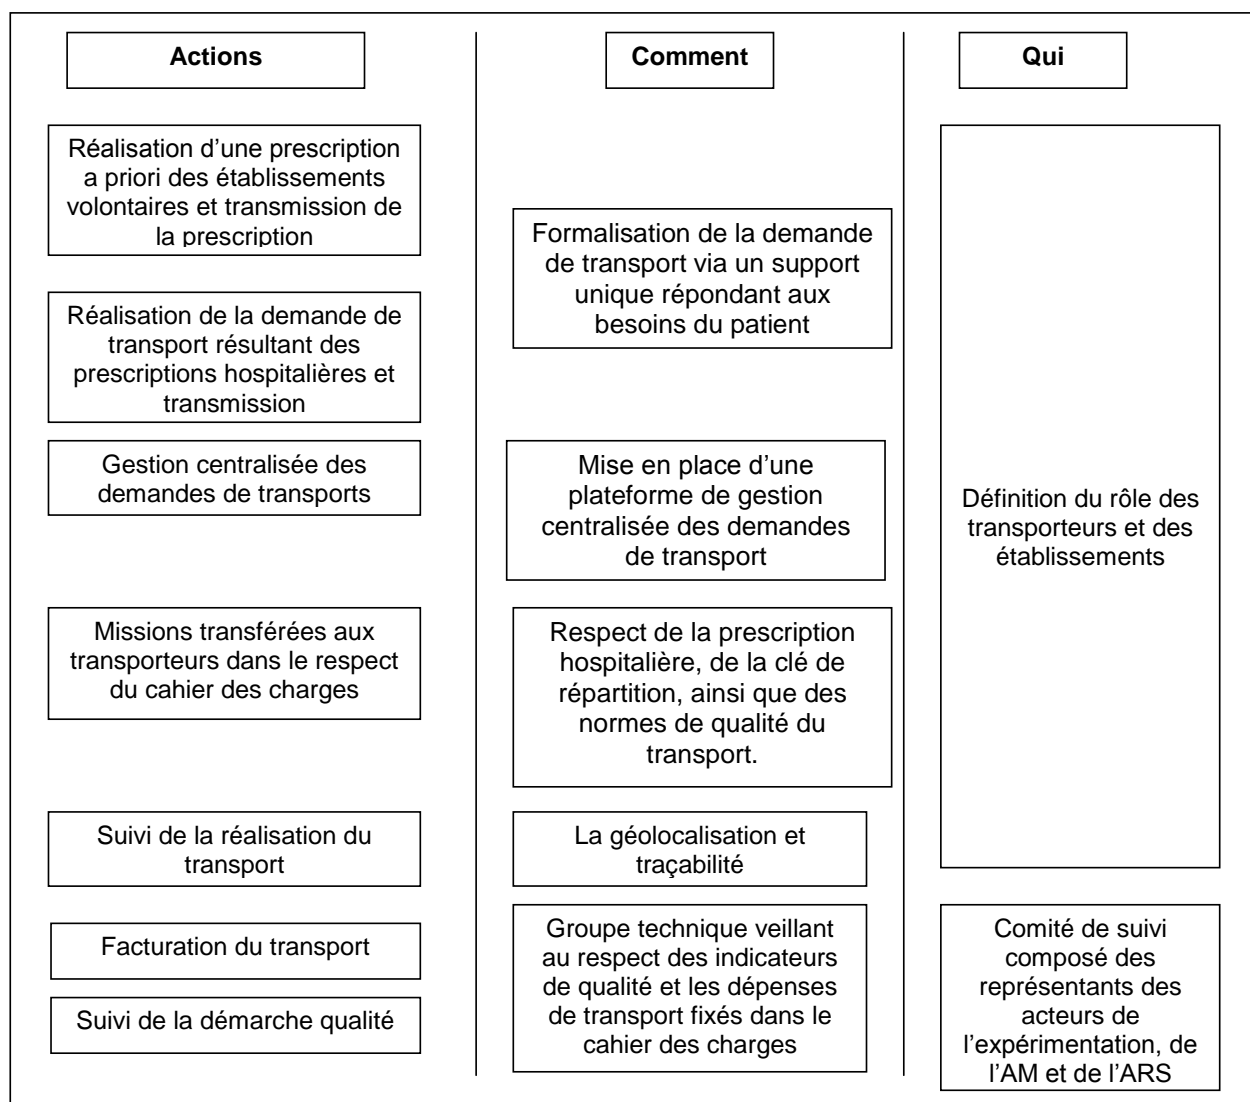 Actions
Comment
Qui
Réalisation d’une prescription
a priori des établissements
volontaires et transmission de
la prescription
Réalisation de la demande de
transport résultant des
prescriptions hospitalières et
transmission
Gestion centralisée des
demandes de transports
Missions transférées aux
transporteurs dans le respect
du cahier des charges
Suivi de la réalisation du
transport
Facturation du transport
Suivi de la démarche qualité
Formalisation de la demande
de transport via un support
unique répondant aux
besoins du patient
Mise en place d’une
plateforme de gestion
centralisée des demandes
de transport
Respect de la prescription
hospitalière, de la clé de
répartition, ainsi que des
normes de qualité du
transport.
La géolocalisation et
traçabilité
Groupe technique veillant
au respect des indicateurs
de qualité et les dépenses
de transport fixés dans le
cahier des charges
Définition du rôle des
transporteurs et des
établissements
Comité de suivi
composé des
représentants des
acteurs de
l’expérimentation, de
l’AM et de l’ARS